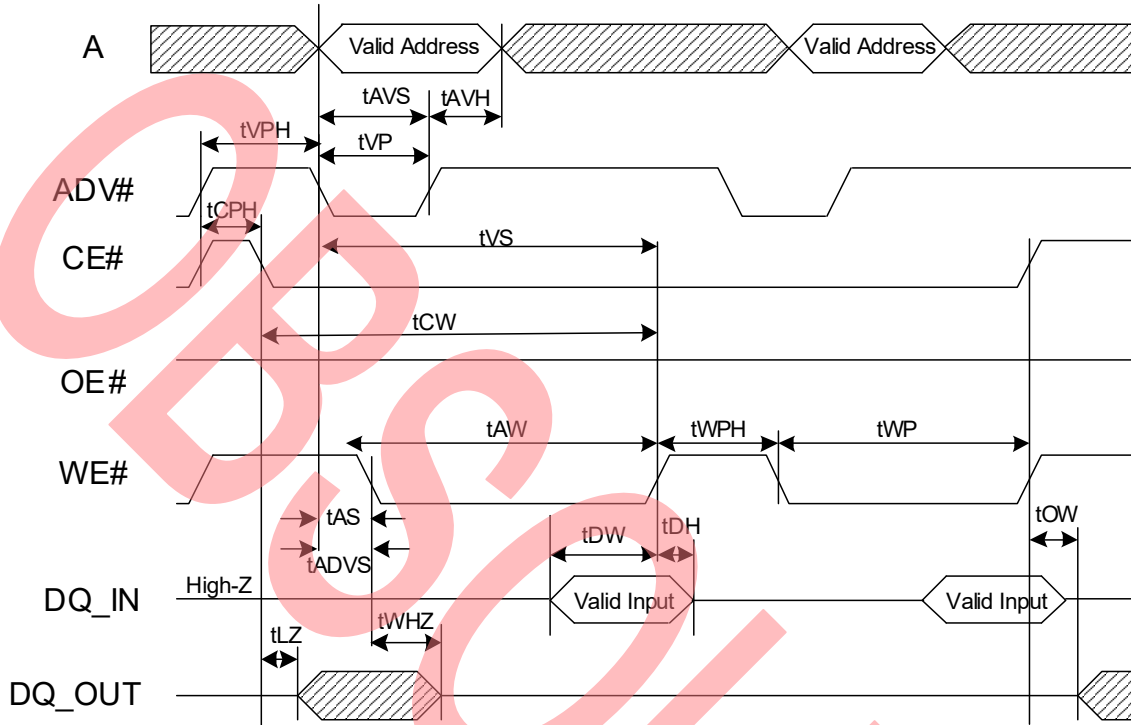 A
Valid Address
Valid Address
tAVS
tAVH
tVPH
tVP
ADV#
tCPH
CE#
tVS
tCW
OE#
tAW
tWPH
tWP
WE#
tAS
tDW
tDH
tOW
tADVS
DQ_IN
High-Z
Valid Input
Valid Input
tWHZ
tLZ
DQ_OUT
OBSOL